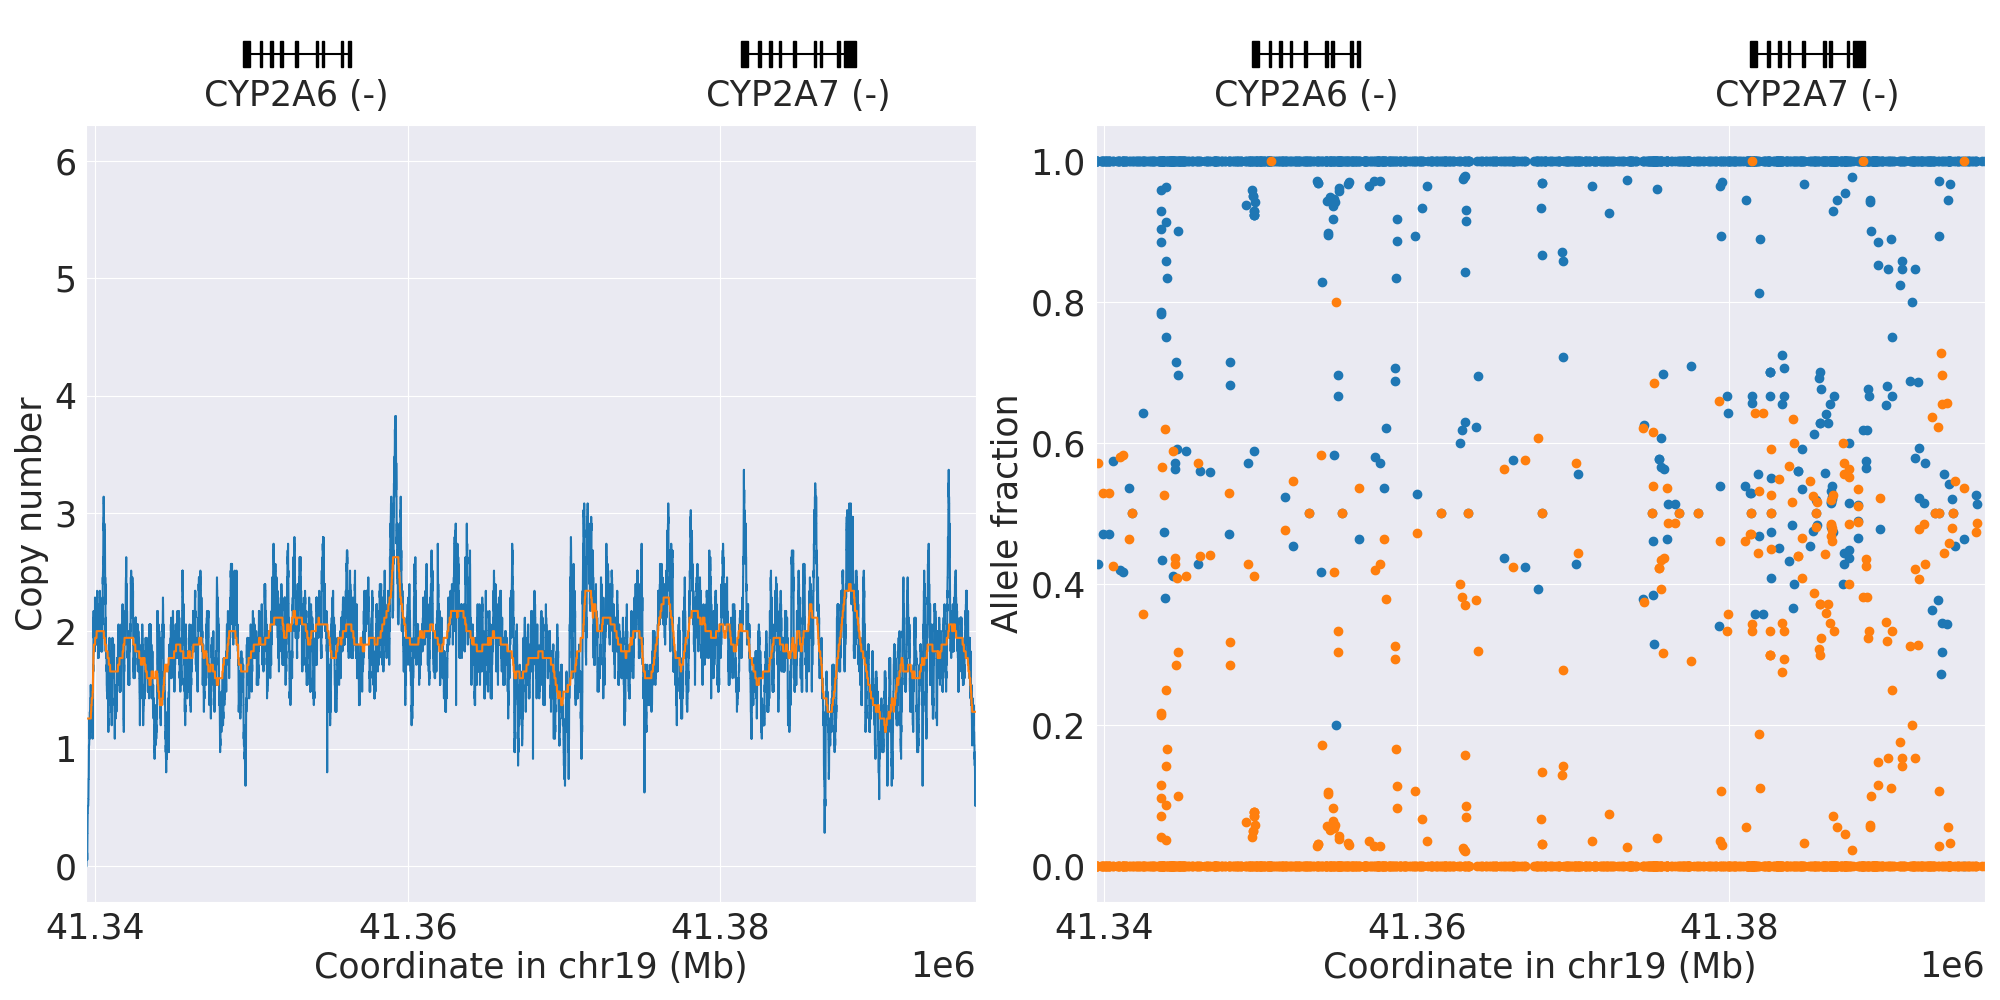 CYP2A6 (-) CYP2A7 (-)
CYP2A6 (-) CYP2A7 (-)
Copy number
6
5
4
3
2
1
0
41.34 41.36 41.38
Coordinate in chr19 (Mb) 1e6
Allele fraction
1.0
0.8
0.6
0.4
0.2
0.0
41.34 41.36 41.38
Coordinate in chr19 (Mb) 1e6